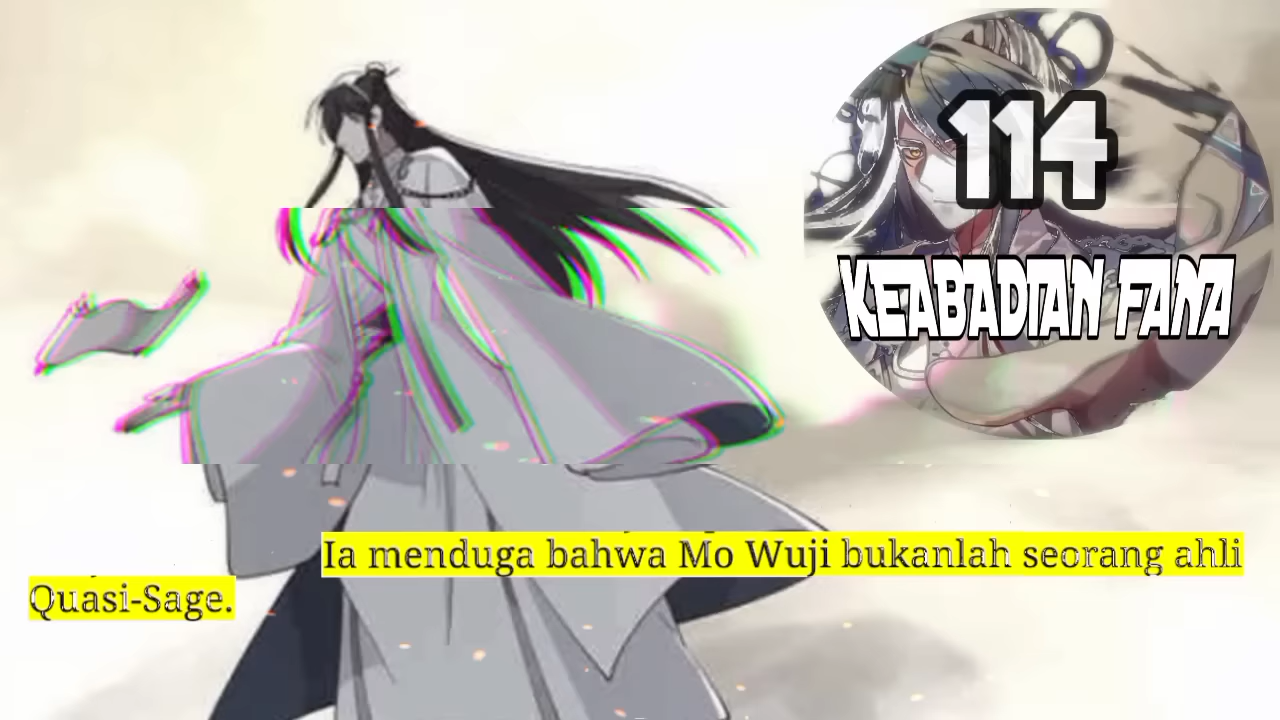 114
KEABADIAN FANA
Ia menduga bahwa Mo Wuji bukanlah seorang ahli
Quasi-Sage.